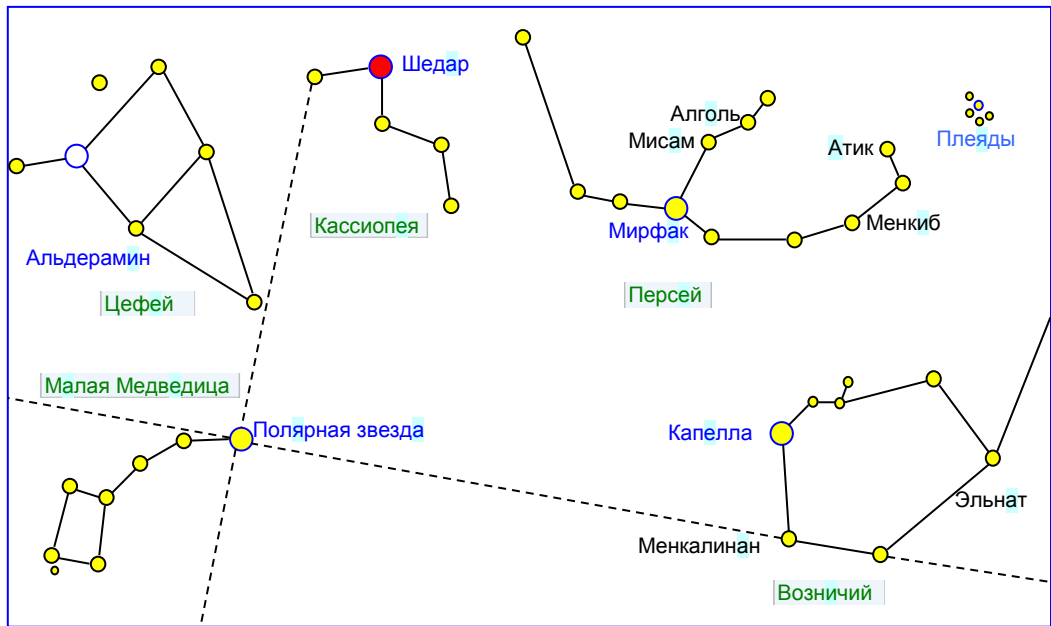 Шедар
Алголь
Мисам
Атик
Плеяды
Кассиопея
Мирфак
Менкиб
Альдерамин
Цефей
Персей
Малая Медведица
Полярная звезда
Капелла
Эльнат
Менкалинан
Возничий